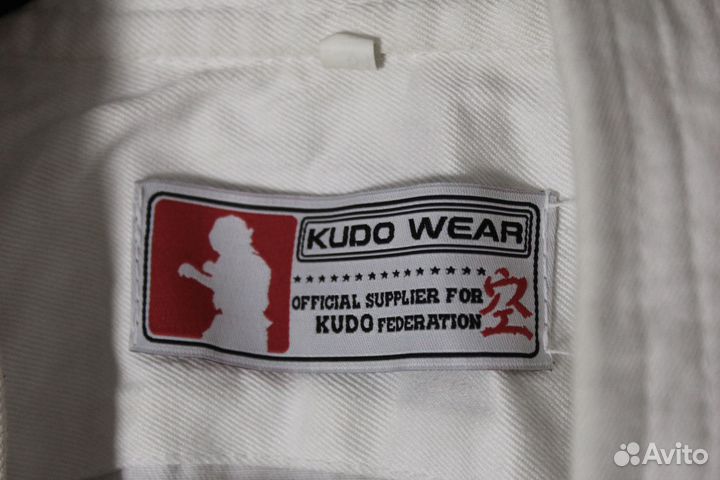 KUDO WEAR
OFFICIAL SUPPLIER FOR
KUDO FEDERATION
空
Avito